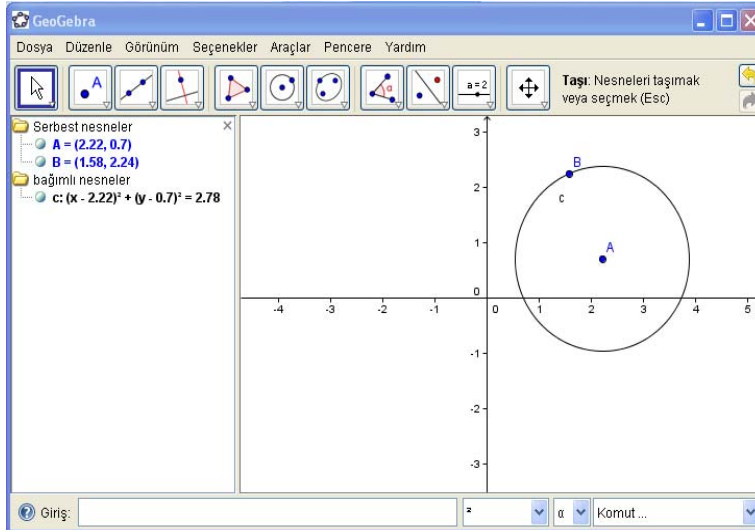 GeoGebra
Dosya Düzenle Görünüm Seçenekler Araçlar Pencere Yardım
A
α
a = 2
Taşı: Nesneleri taşımak
veya seçmek (Esc)
Serbest nesneler
A = (2.22, 0.7)
B = (1.58, 2.24)
bağımlı nesneler
c: (x - 2.22)² + (y - 0.7)² = 2.78
3
B
2
c
1
A
0
-4 -3 -2 -1 0 1 2 3 4 5
-1
-2
-3
Giriş: ² α Komut ...